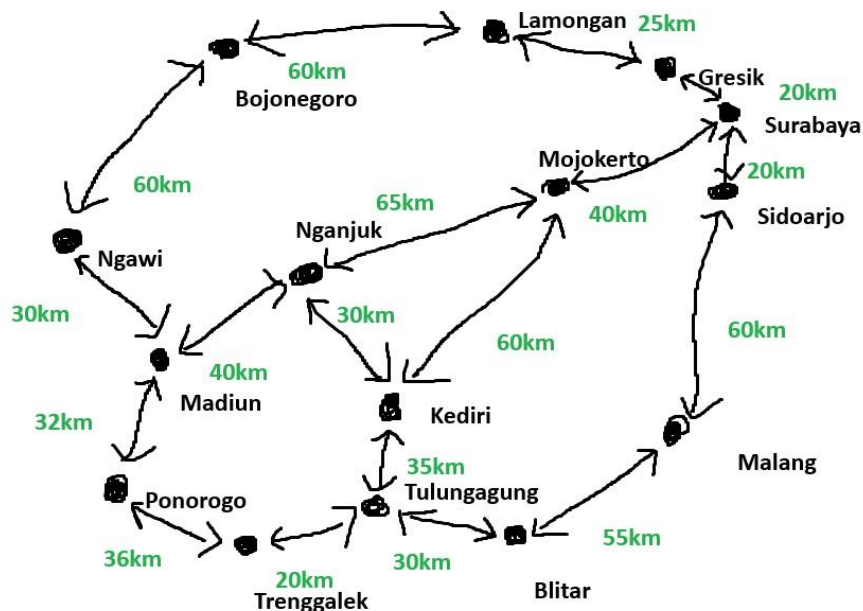 Lamongan
25km
60km
Bojonegoro
Gresik
20km
Surabaya
Mojokerto
60km
65km
40km
20km
Sidoarjo
Nganjuk
Ngawi
30km
30km
60km
60km
40km
Madiun
Kediri
32km
Malang
35km
Ponorogo
Tulungagung
36km
20km
30km
55km
Trenggalek
Blitar